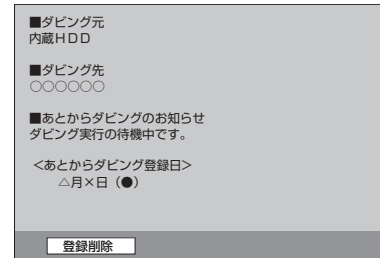 ■ダビング元
内蔵HDD
■ダビング先
○○○○○○
■あとからダビングのお知らせ
ダビング実行の待機中です。
<あとからダビング登録日>
△月×日(●)
登録削除